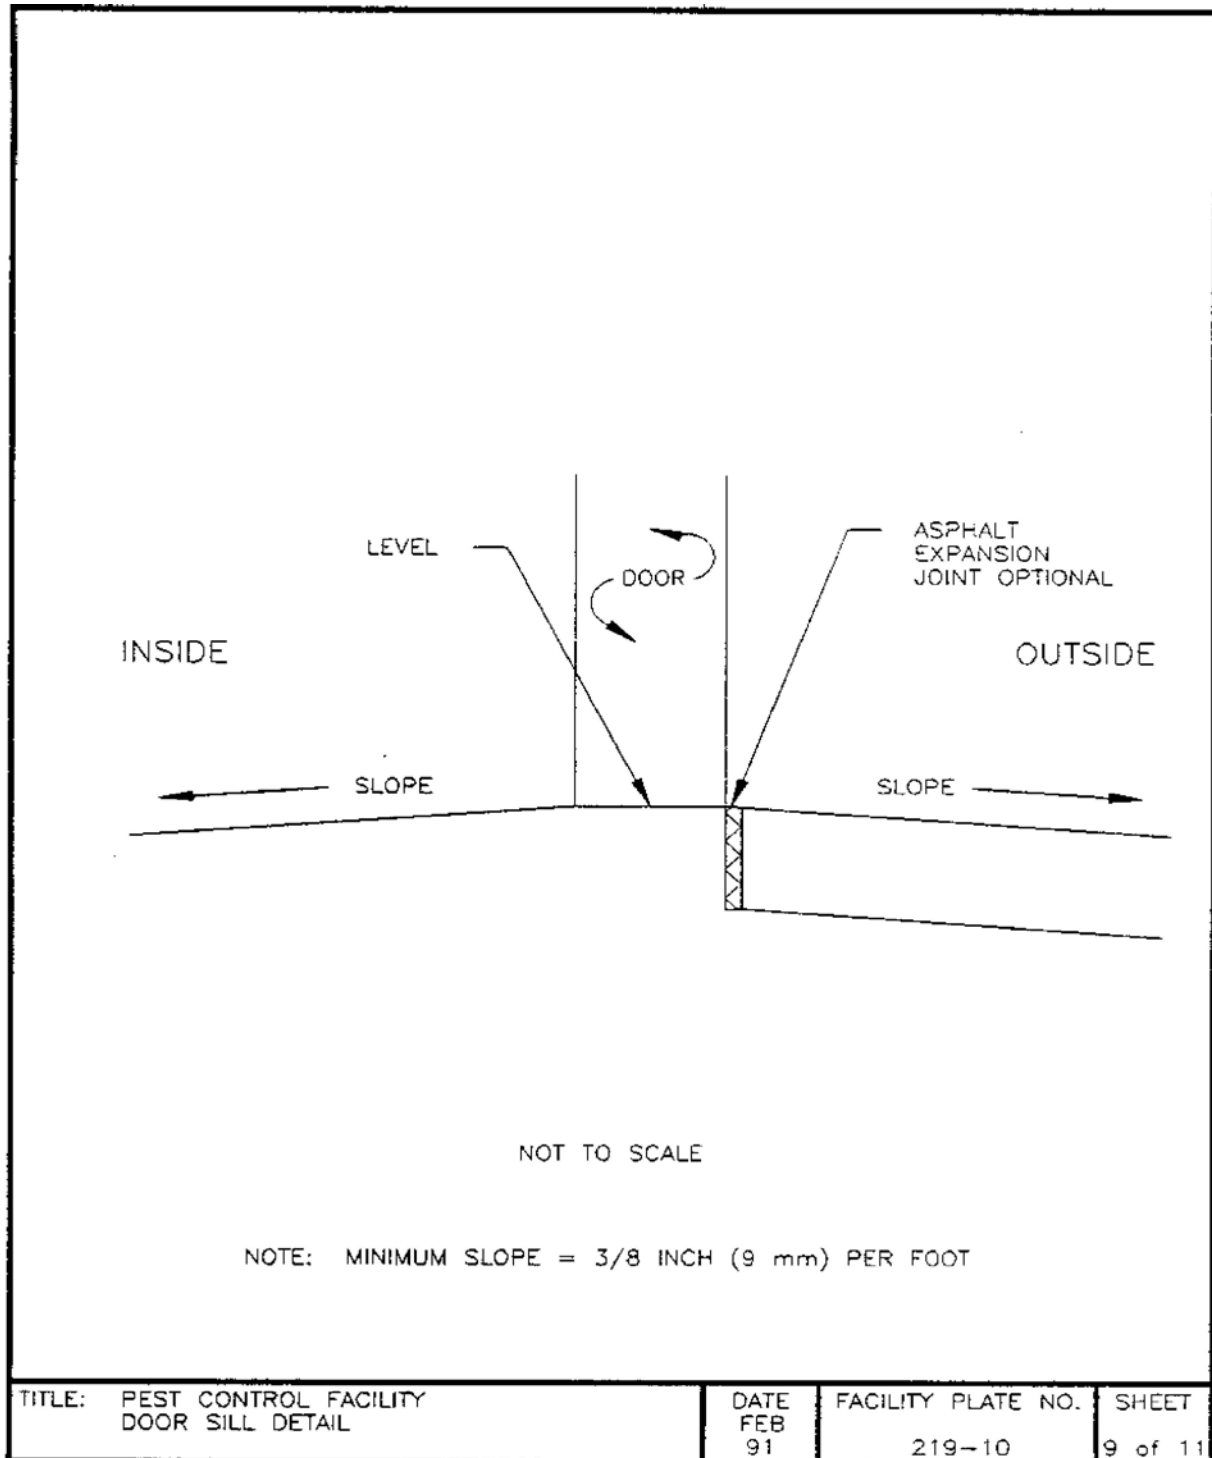 LEVEL
DOOR
ASPHALT
EXPANSION
JOINT OPTIONAL
INSIDE
OUTSIDE
SLOPE
SLOPE
NOT TO SCALE
NOTE: MINIMUM SLOPE = 3/8 INCH (9 mm) PER FOOT
TITLE: PEST CONTROL FACILITY
DOOR SILL DETAIL
DATE
FEB
91
FACILITY PLATE NO.
219-10
SHEET
9 of 11